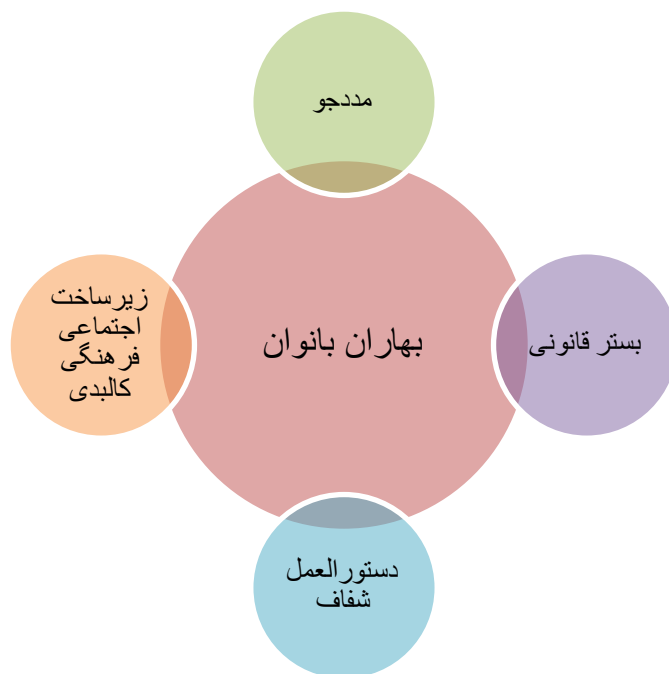 مددجو
بستر قانونی
بهاران بانوان
زیرساخت
اجتماعی
فرهنگی
کالبدی
دستورالعمل
شفاف